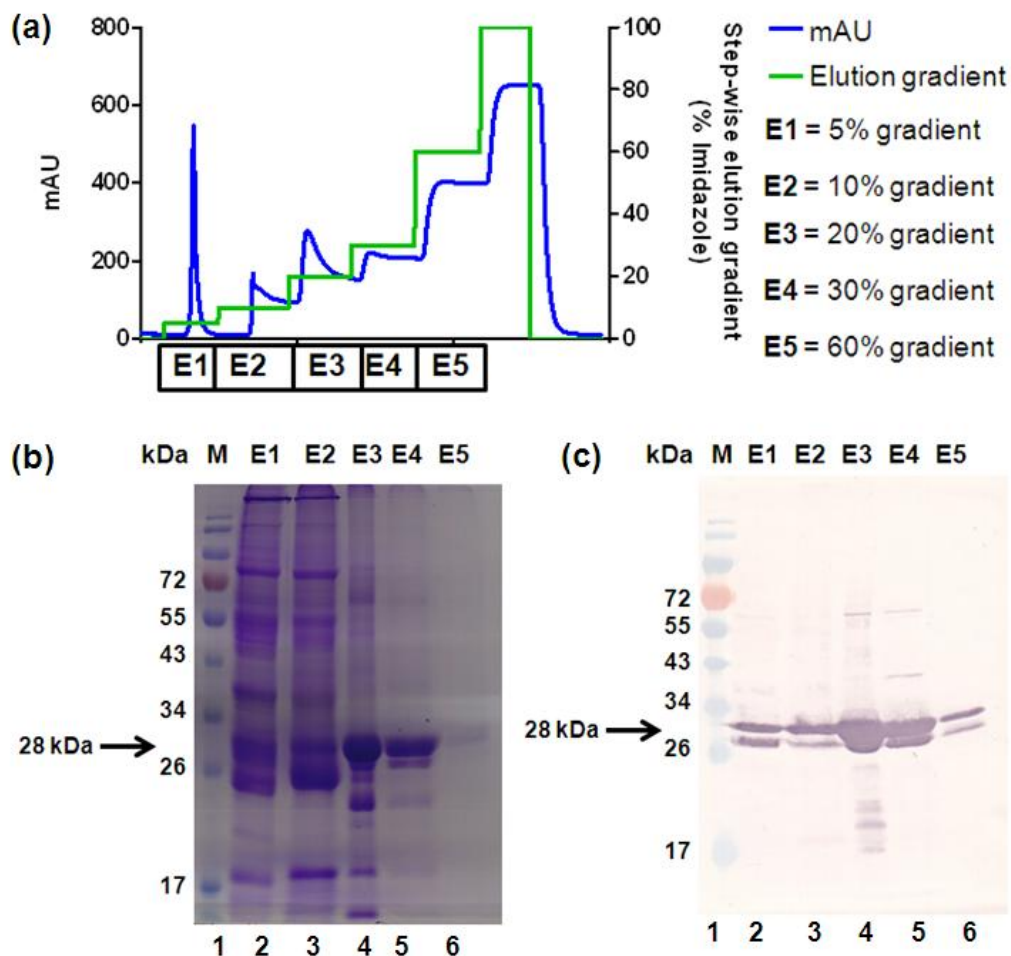 (a)
800
600
400
200
0
mAU
100
80
60
40
20
0
Step-wise elution gradient
(% Imidazole)
mAU
Elution gradient
E1 = 5% gradient
E2 = 10% gradient
E3 = 20% gradient
E4 = 30% gradient
E5 = 60% gradient
E1 E2 E3 E4 E5
(b)
kDa M E1 E2 E3 E4 E5
72
55
43
34
28 kDa
26
17
1 2 3 4 5 6
(c)
kDa M E1 E2 E3 E4 E5
72
55
43
34
28 kDa
26
17
1 2 3 4 5 6